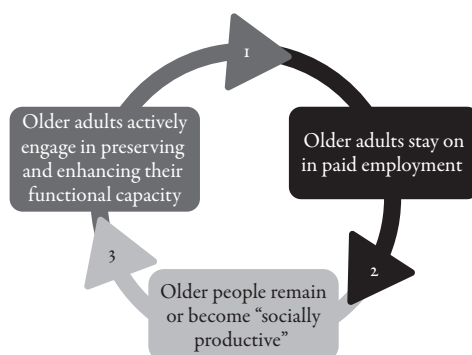 1
Older adults actively
engage in preserving
and enhancing their
functional capacity
Older adults stay on
in paid employment
2
3
Older people remain
or become “socially
productive”